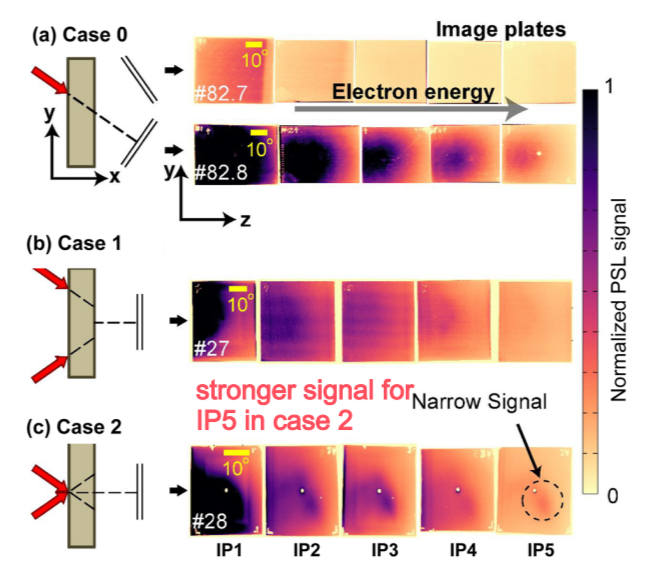 (a) Case 0
Image plates
10°
#82.7
Electron energy
1
y
x
10°
#82.8
y
z
(b) Case 1
10°
#27
Normalized PSL signal
stronger signal for
IP5 in case 2
Narrow Signal
(c) Case 2
10°
#28
0
IP1 IP2 IP3 IP4 IP5